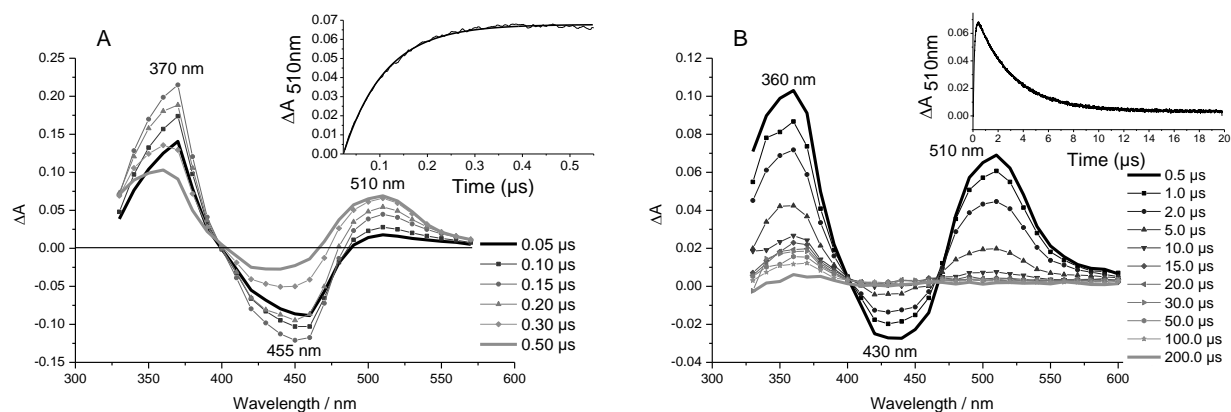 A
370 nm
455 nm
510 nm
0.25
0.20
0.15
0.10
0.05
0.00
-0.05
-0.10
-0.15
ΔA
300 350 400 450 500 550 600
Wavelength / nm
0.05 µs
0.10 µs
0.15 µs
0.20 µs
0.30 µs
0.50 µs
0.07
0.06
0.05
0.04
0.03
0.02
0.01
0.00
ΔA 510nm
0.1 0.2 0.3 0.4 0.5
Time (µs)
B
360 nm
430 nm
510 nm
0.12
0.10
0.08
0.06
0.04
0.02
0.00
-0.02
-0.04
ΔA
300 350 400 450 500 550 600
Wavelength / nm
0.5 µs
1.0 µs
2.0 µs
5.0 µs
10.0 µs
15.0 µs
20.0 µs
30.0 µs
50.0 µs
100.0 µs
200.0 µs
0.06
0.04
0.02
0.00
ΔA 510nm
0 2 4 6 8 10 12 14 16 18 20
Time (µs)